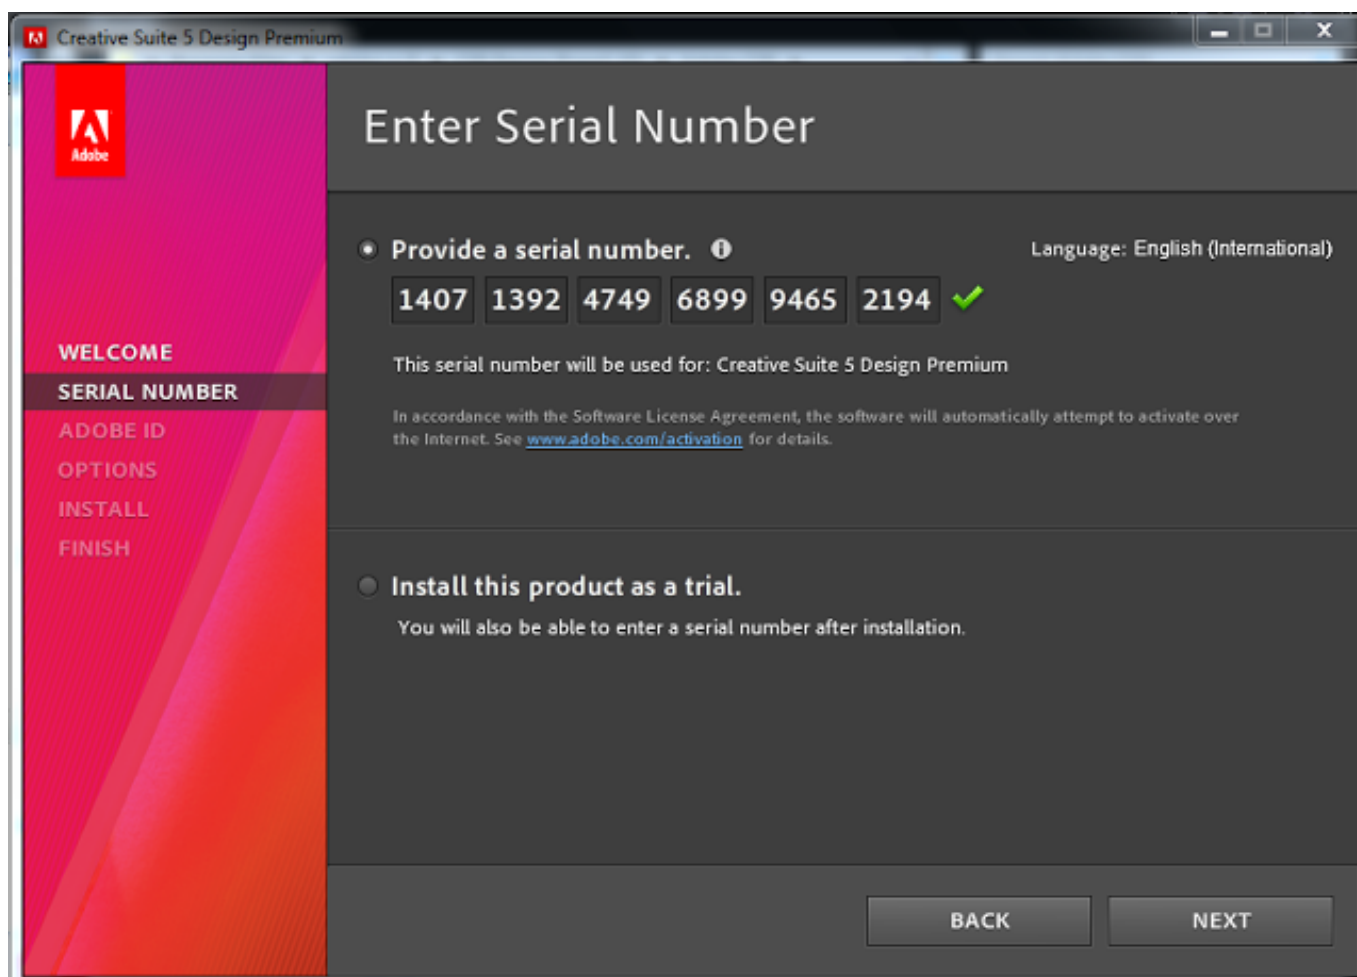 Creative Suite 5 Design Premium
Adobe
Enter Serial Number
WELCOME
SERIAL NUMBER
ADOBE ID
OPTIONS
INSTALL
FINISH
Provide a serial number.
Language: English (International)
1407 1392 4749 6899 9465 2194
This serial number will be used for: Creative Suite 5 Design Premium
In accordance with the Software License Agreement, the software will automatically attempt to activate over
the Internet. See www.adobe.com/activation for details.
Install this product as a trial.
You will also be able to enter a serial number after installation.
BACK NEXT